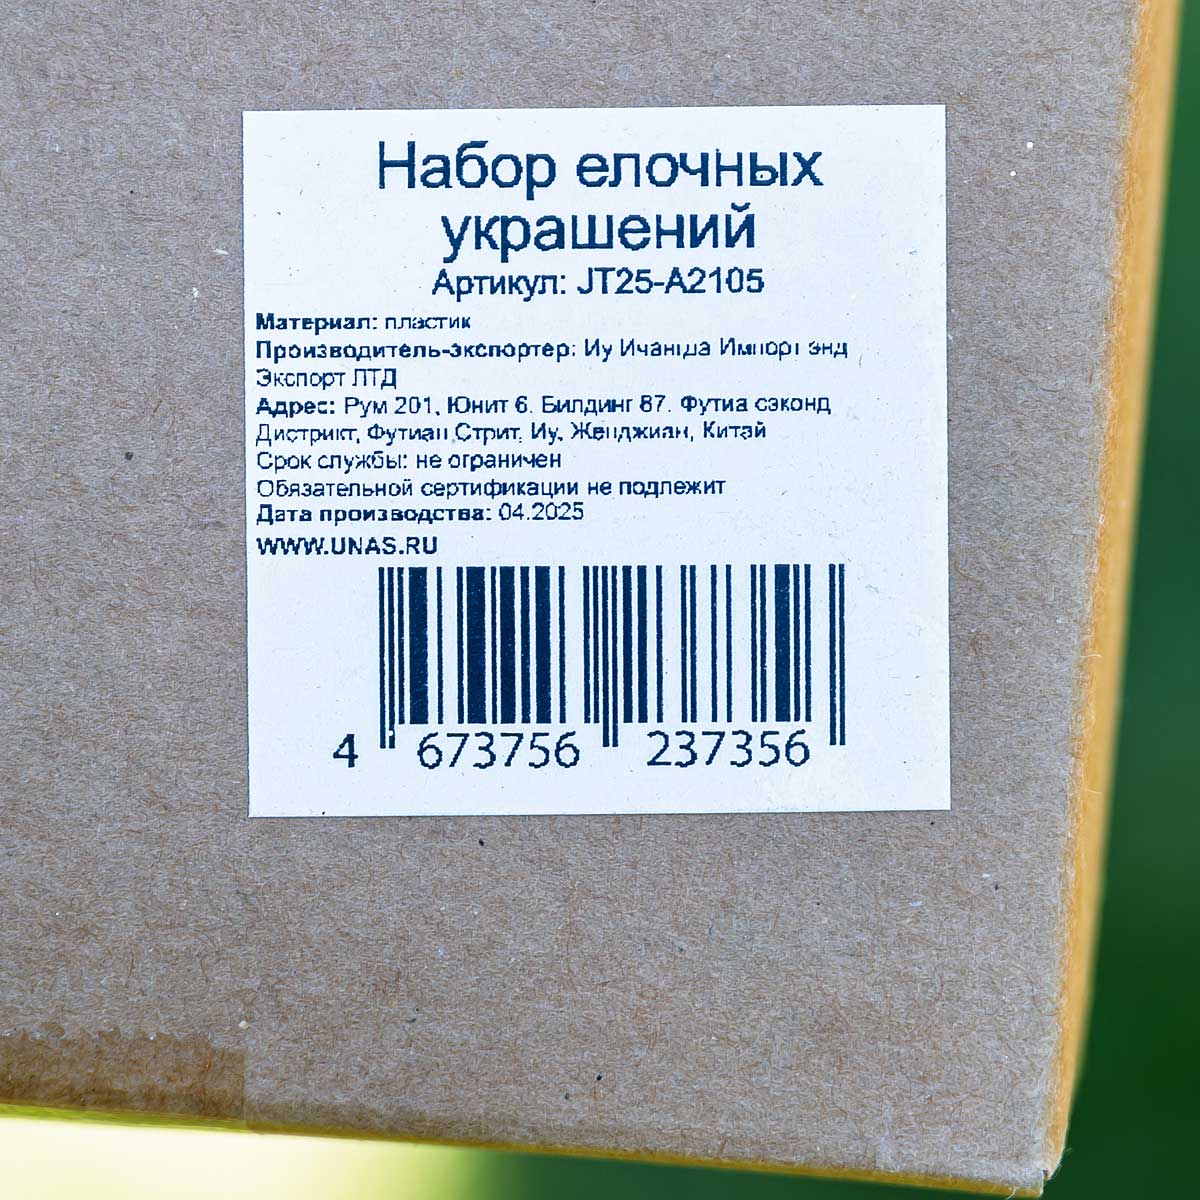 Набор елочных
украшений
Артикул: JT25-A2105
Материал: пластик
Производитель-экспортер: Иу Ичангда Импорт энд
Экспорт ЛТД
Адрес: Рум 201, Юнит 6. Билдинг 87. Футиа сэконд
Дистрикт, Футиан Стрит, Иу, Женджиан, Китай
Срок службы: не ограничен
Обязательной сертификации не подлежит
Дата производства: 04.2025
WWW.UNAS.RU
4 673756 237356